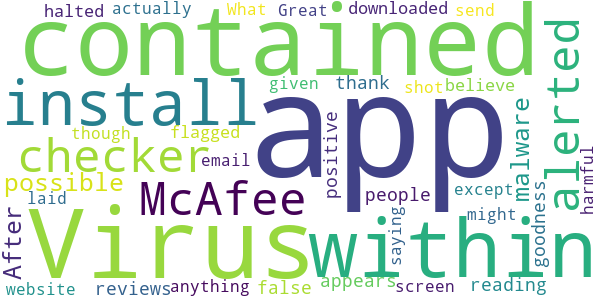 halted actually What Great downloaded send
contained
install app alerted
given thank shot believe
though flagged
checker email positive malware harmful
possible McAfee people except
laid saying might goodness
After Virus within
website reviews anything false appears screen reading